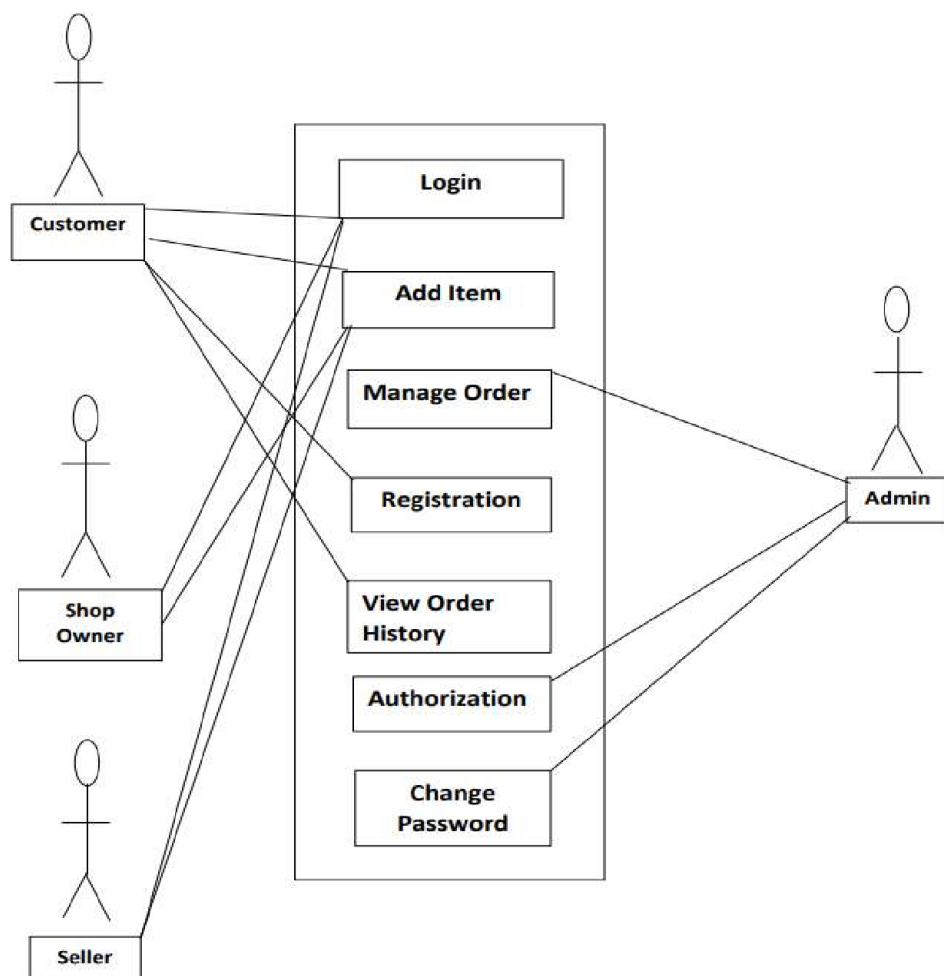 Login
Customer
Add Item
Manage Order
Registration
Admin
Shop
Owner
View Order
History
Authorization
Change
Password
Seller